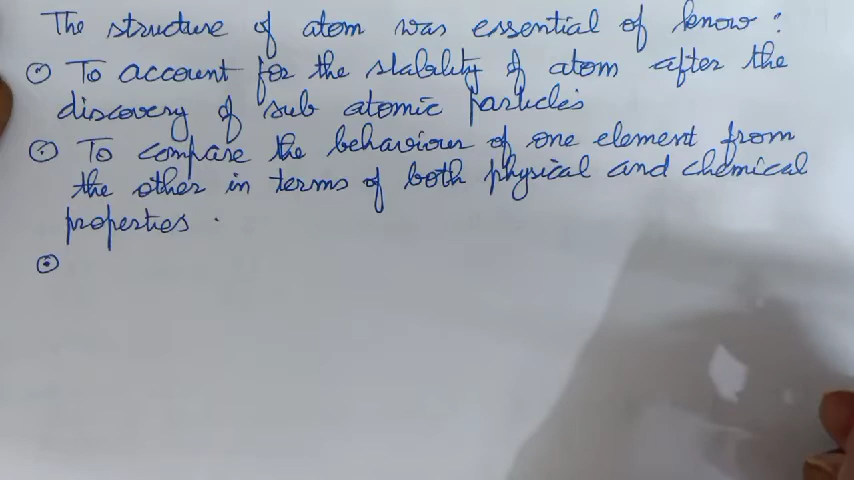 The structure of atom was essential of know:
⊙ To account for the stability of atom after the
discovery of sub atomic particles
⊙ To compare the behaviour of one element from
the other in terms of both physical and chemical
properties.
⊙